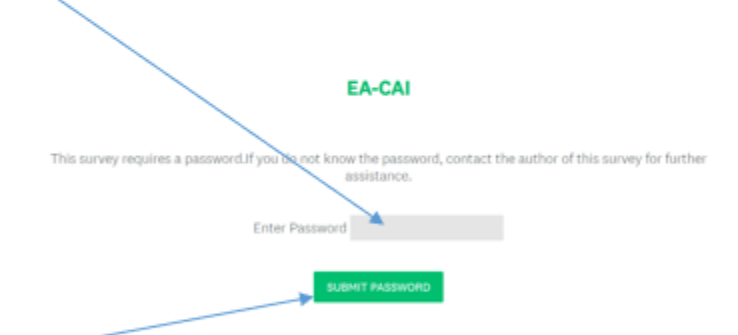 EA-CAI
This survey requires a password.If you do not know the password, contact the author of this survey for further
assistance.
Enter Password
SUBMIT PASSWORD